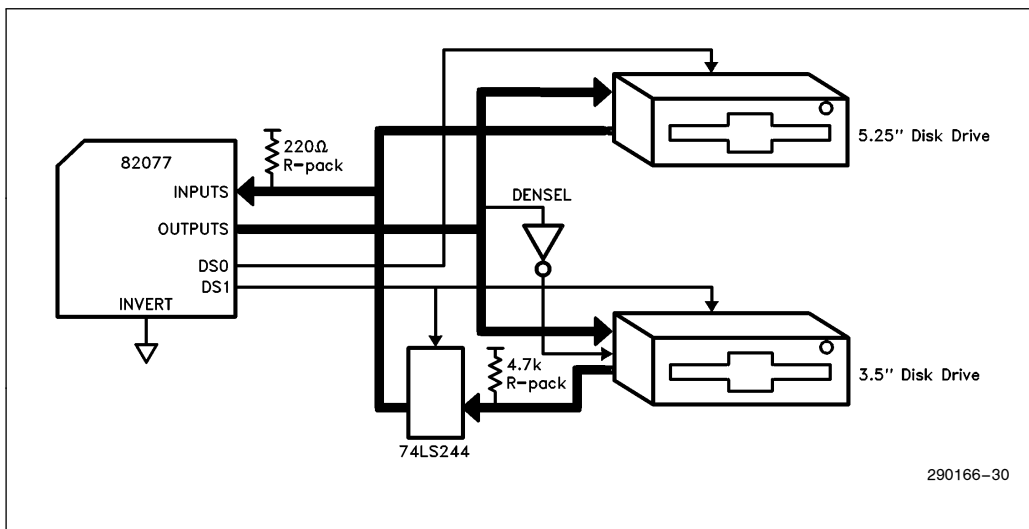 82077
INPUTS
OUTPUTS
DS0
DS1
INVERT
220Ω
R-pack
DENSEL
5.25" Disk Drive
4.7k
R-pack
74LS244
3.5" Disk Drive
290166-30